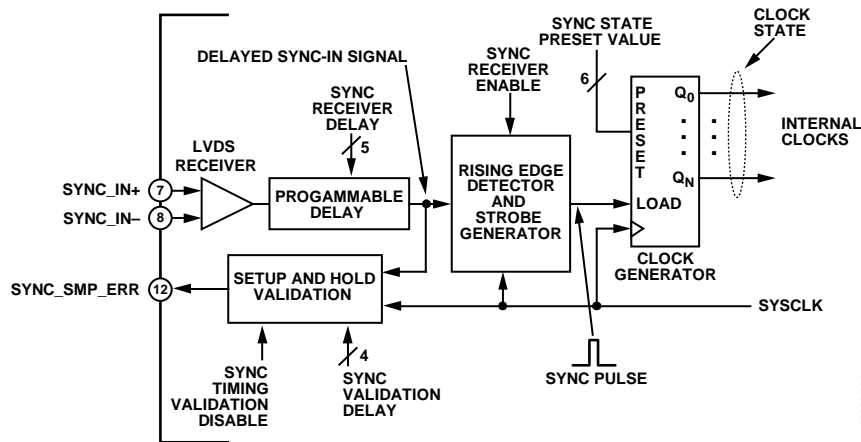 SYNC STATE
PRESET VALUE
CLOCK
STATE
DELAYED SYNC-IN SIGNAL
SYNC
RECEIVER
ENABLE
6
PRESET
Q0
SYNC
RECEIVER
DELAY
5
INTERNAL
CLOCKS
LVDS
RECEIVER
SYNC_IN+
7
PROGAMMABLE
DELAY
RISING EDGE
DETECTOR
AND
STROBE
GENERATOR
QN
SYNC_IN–
8
LOAD
CLOCK
GENERATOR
SETUP AND HOLD
VALIDATION
SYNC_SMP_ERR
12
SYSCLK
4
SYNC
TIMING
VALIDATION
DISABLE
SYNC
VALIDATION
DELAY
SYNC PULSE